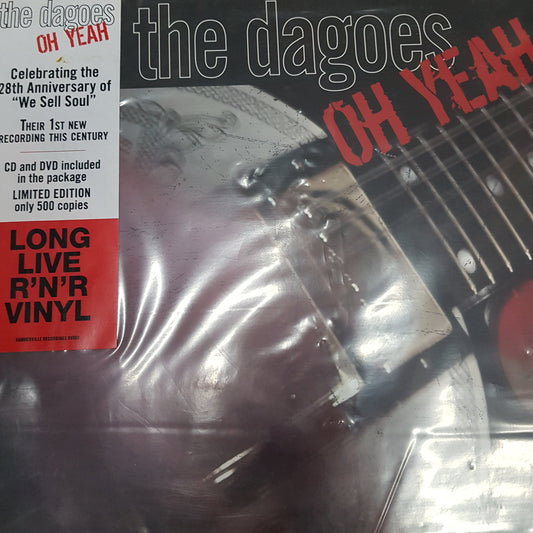 the dagoes
OH YEAH
Celebrating the
28th Anniversary of
“We Sell Soul”
THEIR 1ST NEW
RECORDING THIS CENTURY
CD and DVD included
in the package
LIMITED EDITION
only 500 copies
LONG
LIVE
R'N'R
VINYL
the dagoes
OH YEAH